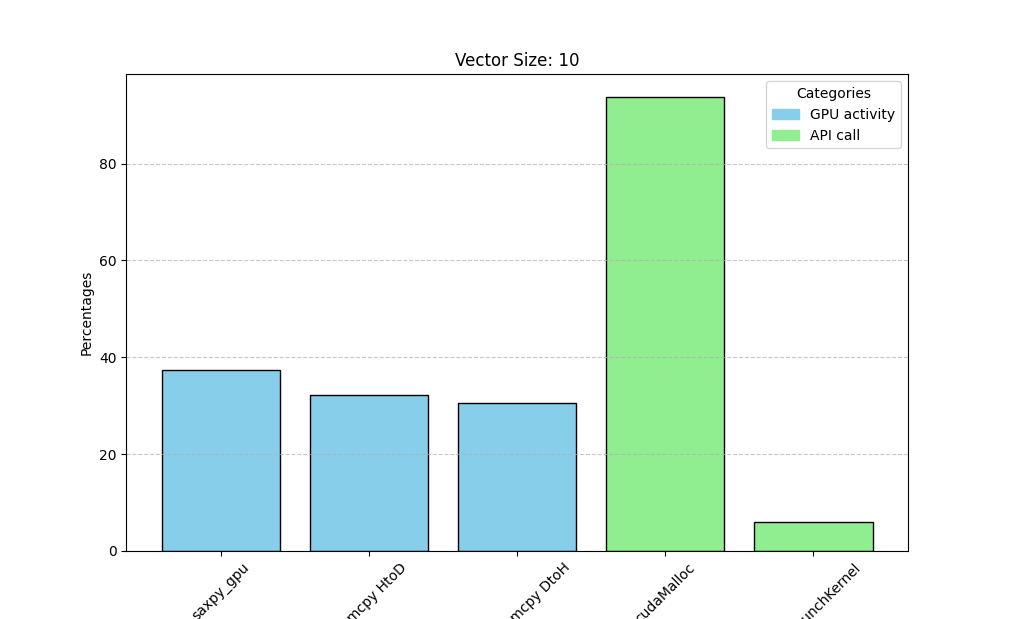 Vector Size: 10
Categories
GPU activity
API call
Percentages
80
60
40
20
0
saxpy_gpu
mcpy HtoD
mcpy DtoH
cudaMalloc
unchKernel